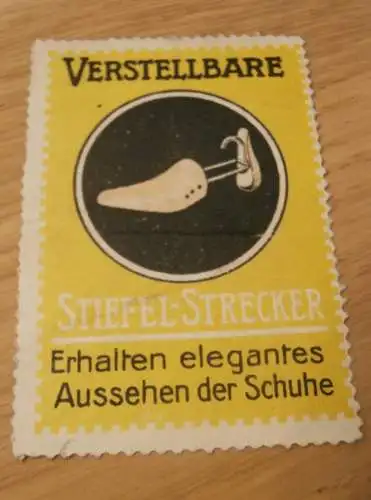 VERSTELLBARE
STIEFEL-STRECKER
Erhalten elegantes
Aussehen der Schuhe